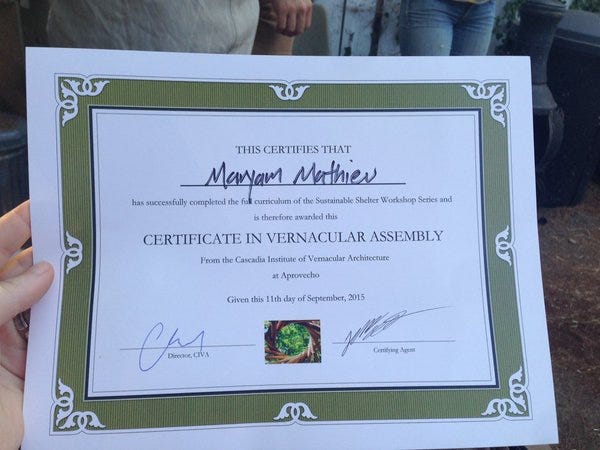 THIS CERTIFIES THAT
Maryam Mathieu
has successfully completed the full curriculum of the Sustainable Shelter Workshop Series and
is therefore awarded this
CERTIFICATE IN VERNACULAR ASSEMBLY
From the Cascadia Institute of Vernacular Architecture
at Aprovecho
Given this 11th day of September, 2015
Director, CIVA
Certifying Agent